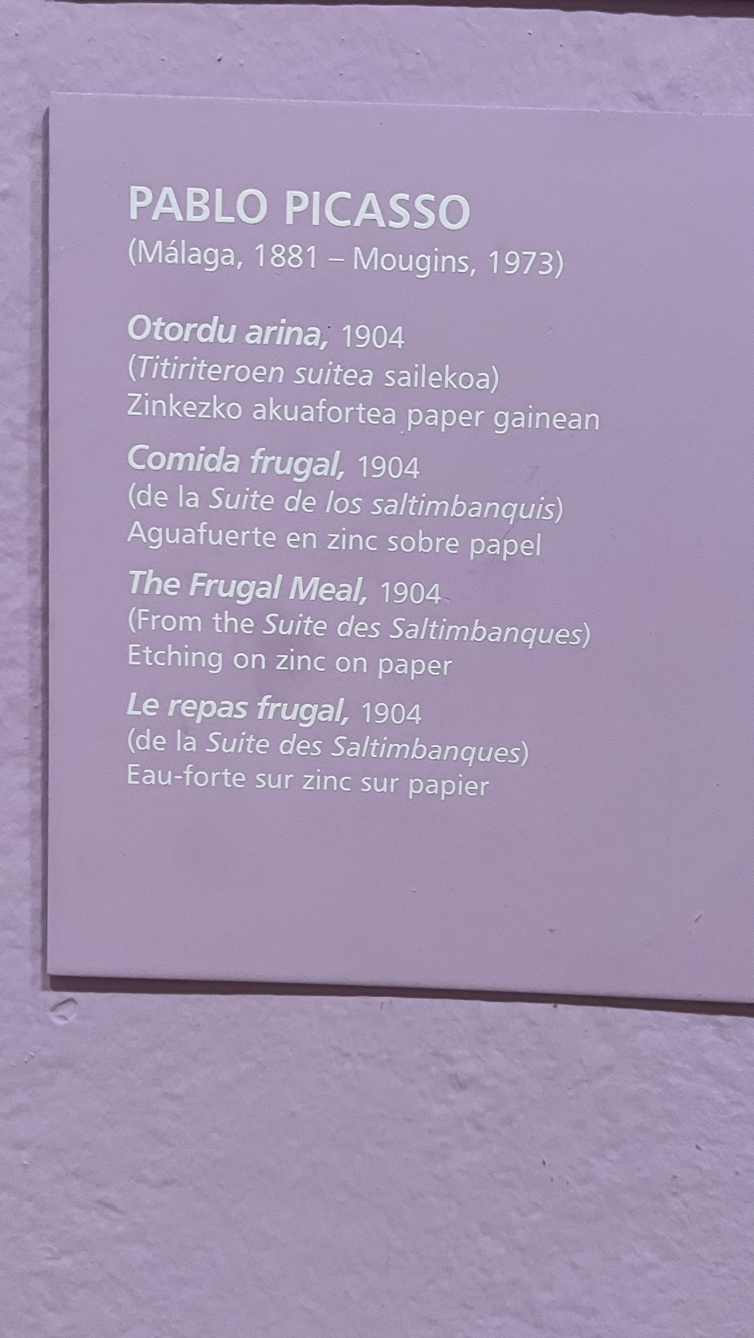 PABLO PICASSO
(Málaga, 1881 – Mougins, 1973)
Otordu arina, 1904
(Titiriteroen suitea sailekoa)
Zinkezko akuafortea paper gainean
Comida frugal, 1904
(de la Suite de los saltimbanquis)
Aguafuerte en zinc sobre papel
The Frugal Meal, 1904
(From the Suite des Saltimbanques)
Etching on zinc on paper
Le repas frugal, 1904
(de la Suite des Saltimbanques)
Eau-forte sur zinc sur papier